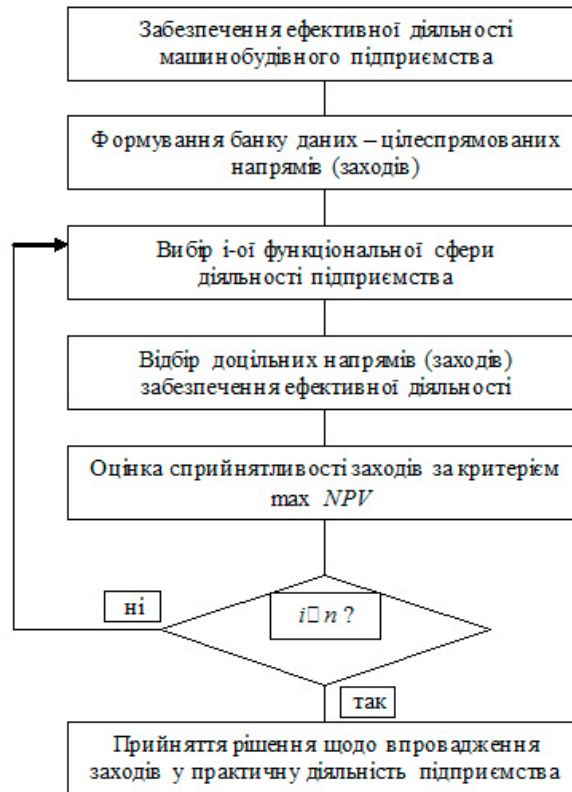 Забезпечення ефективної діяльності
машинобудівного підприємства
Формування банку даних – цілеспрямованих
напрямів (заходів)
Вибір і-ої функціональної сфери
діяльності підприємства
Відбір доцільних напрямів (заходів)
забезпечення ефективної діяльності
Оцінка сприйнятливості заходів за критерієм
max NPV
ні
i□ n ?
так
Прийняття рішення щодо впровадження
заходів у практичну діяльність підприємства